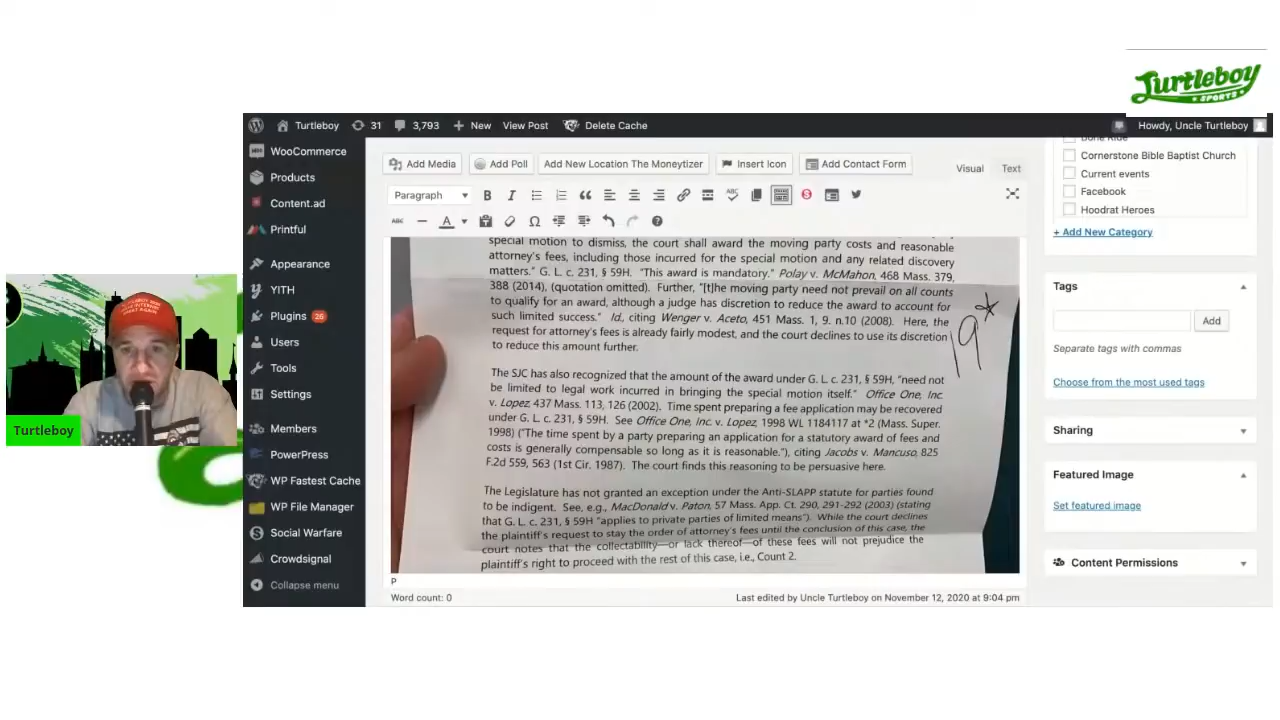 Turtleboy
SPORTS
Turtleboy
31
3,793
New
View Post
Delete Cache
Howdy, Uncle Turtleboy
WooCommerce
Products
Content.ad
Printful
Appearance
YITH
Plugins 26
Users
Tools
Settings
Members
PowerPress
WP Fastest Cache
WP File Manager
Social Warfare
Crowdsignal
Collapse menu
Add Media
Add Poll
Add New Location The Moneytizer
Insert Icon
Add Contact Form
Visual
Text
Paragraph
B
I
ABC
ABC
A
special motion to dismiss, the court shall award the moving party costs and reasonable
attorney's fees, including those incurred for the special motion and any related discovery
matters." G. L. c. 231, § 59H. "This award is mandatory." Polay v. McMahon, 468 Mass. 379,
388 (2014), (quotation omitted). Further, "[t]he moving party need not prevail on all counts
to qualify for an award, although a judge has discretion to reduce the award to account for
such limited success." Id., citing Wenger v. Aceto, 451 Mass. 1, 9. n.10 (2008). Here, the
request for attorney's fees is already fairly modest, and the court declines to use its discretion
to reduce this amount further.
19*
The SJC has also recognized that the amount of the award under G. L. c. 231, § 59H, "need not
be limited to legal work incurred in bringing the special motion itself." Office One, Inc.
v. Lopez, 437 Mass. 113, 126 (2002). Time spent preparing a fee application may be recovered
under G. L. c. 231, § 59H. See Office One, Inc. v. Lopez, 1998 WL 1184117 at *2 (Mass. Super.
1998) ("The time spent by a party preparing an application for a statutory award of fees and
costs is generally compensable so long as it is reasonable."), citing Jacobs v. Mancuso, 825
F.2d 559, 563 (1st Cir. 1987). The court finds this reasoning to be persuasive here.
The Legislature has not granted an exception under the Anti-SLAPP statute for parties found
to be indigent. See, e.g., MacDonald v. Paton, 57 Mass. App. Ct. 290, 291-292 (2003) (stating
that G. L. c. 231, § 59H "applies to private parties of limited means"). While the court declines
the plaintiff's request to stay the order of attorney's fees until the conclusion of this case, the
court notes that the collectability—or lack thereof—of these fees will not prejudice the
plaintiff's right to proceed with the rest of this case, i.e., Count 2.
P
Word count: 0
Last edited by Uncle Turtleboy on November 12, 2020 at 9:04 pm
Cornerstone Bible Baptist Church
Current events
Facebook
Hoodrat Heroes
+ Add New Category
Tags
Add
Separate tags with commas
Choose from the most used tags
Sharing
Featured Image
Set featured image
Content Permissions
Turtleboy